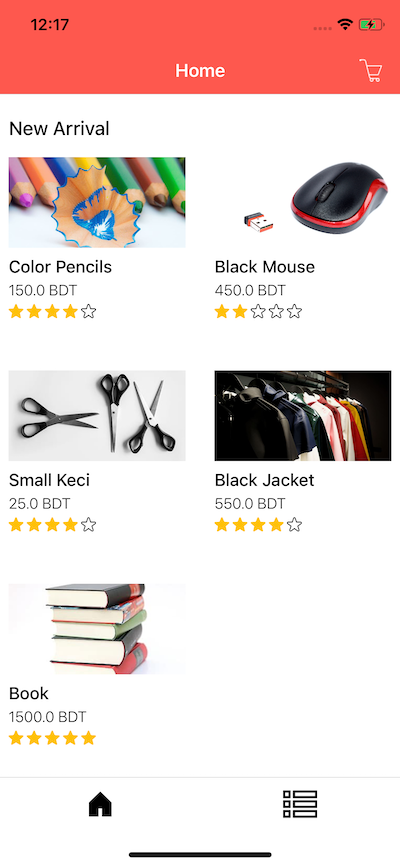 12:17
Home
New Arrival
Color Pencils
150.0 BDT
Black Mouse
450.0 BDT
Small Keci
25.0 BDT
Black Jacket
550.0 BDT
Book
1500.0 BDT